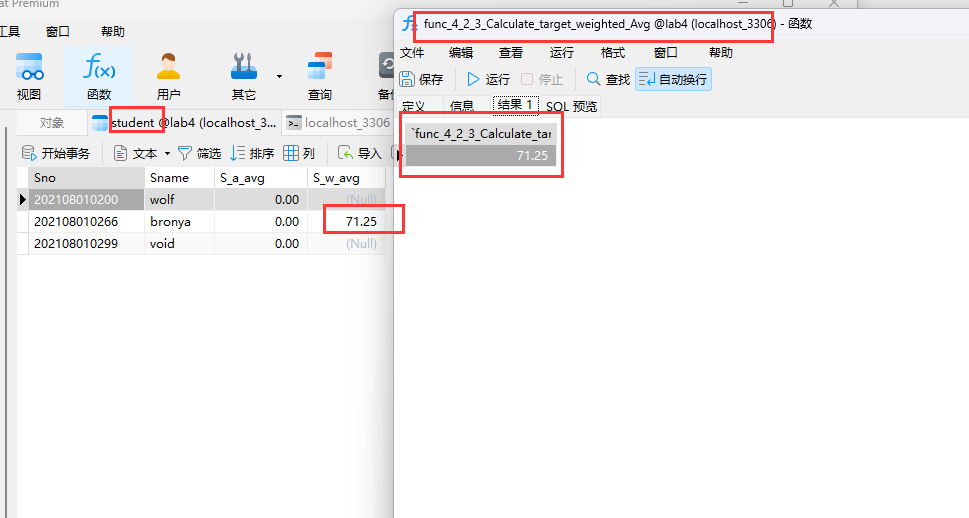 at Premium
工具 窗口 帮助
视图 函数 用户 其它 查询
对象 student @lab4 (localhost_3... localhost_3306
开始事务 文本 筛选 排序 列 导入
Sno Sname S_a_avg S_w_avg
202108010200 wolf 0.00 (Null)
202108010266 bronya 0.00 71.25
202108010299 void 0.00 (Null)
func_4_2_3_Calculate_target_weighted_Avg @lab4 (localhost_3306) - 函数
文件 编辑 查看 运行 格式 窗口 帮助
保存 运行 停止 查找 自动换行
定义 信息 结果 1 SQL 预览
`func_4_2_3_Calculate_tar
71.25